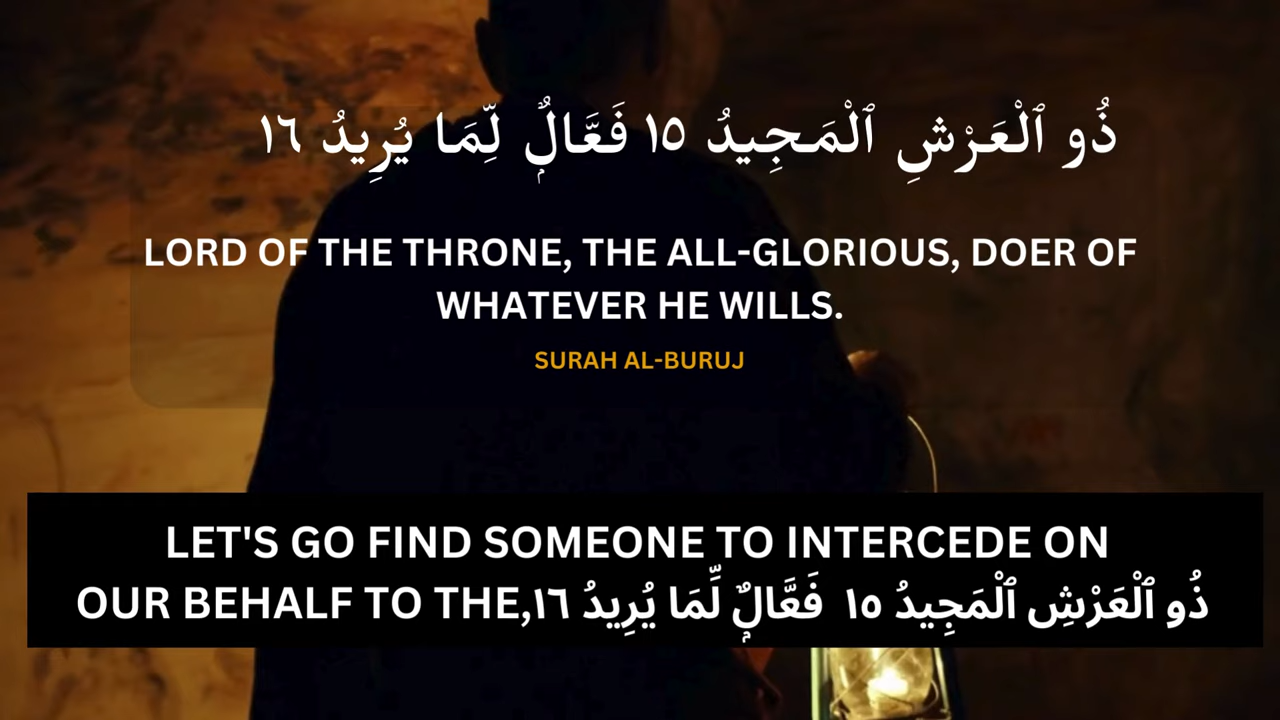 ذُو ٱلْعَرْشِ ٱلْمَجِيدُ ١٥ فَعَّالٌۭ لِّمَا يُرِيدُ ١٦
LORD OF THE THRONE, THE ALL-GLORIOUS, DOER OF
WHATEVER HE WILLS.
SURAH AL-BURUJ
LET'S GO FIND SOMEONE TO INTERCEDE ON
OUR BEHALF TO THE, ذُو ٱلْعَرْشِ ٱلْمَجِيدُ ١٥ فَعَّالٌۭ لِّمَا يُرِيدُ ١٦